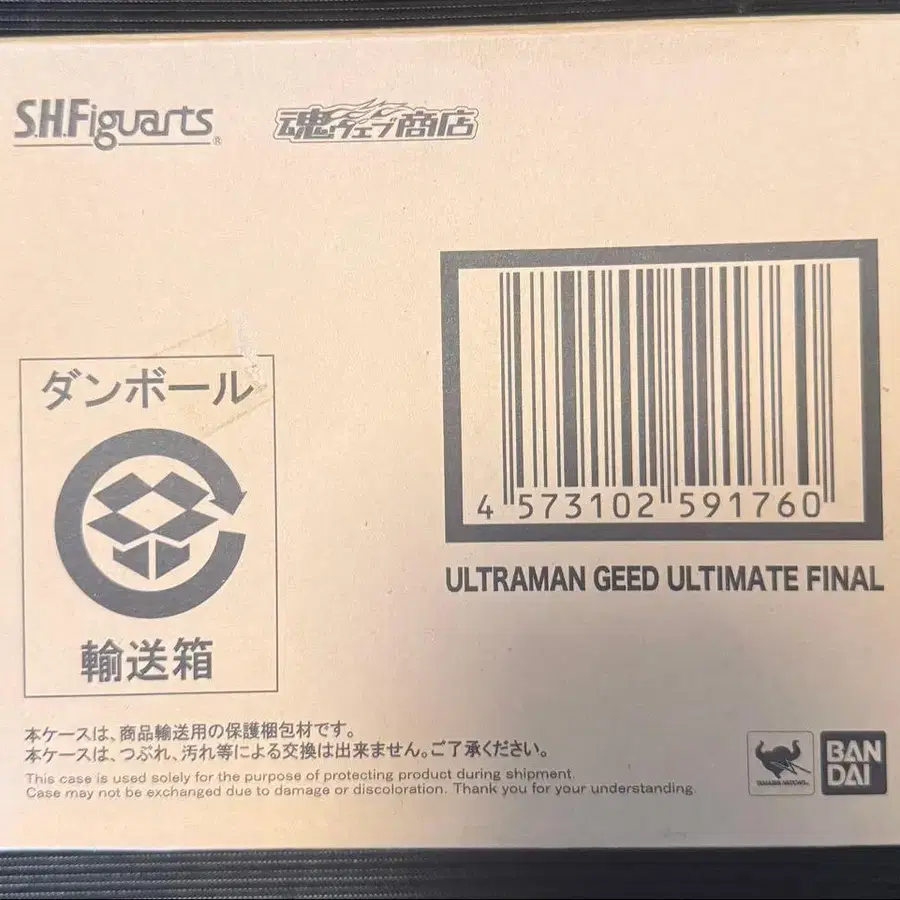 S.H.Figuarts®
魂ウェブ商店
ダンボール
輸送箱
4 573102 591760
ULTRAMAN GEED ULTIMATE FINAL
本ケースは、商品輸送用の保護梱包材です。
本ケースは、つぶれ、汚れ等による交換は出来ません。ご了承ください。
This case is used solely for the purpose of protecting product during shipment.
Case may not be exchanged due to damage or discoloration. Thank you for your understanding.
BAN
DAI